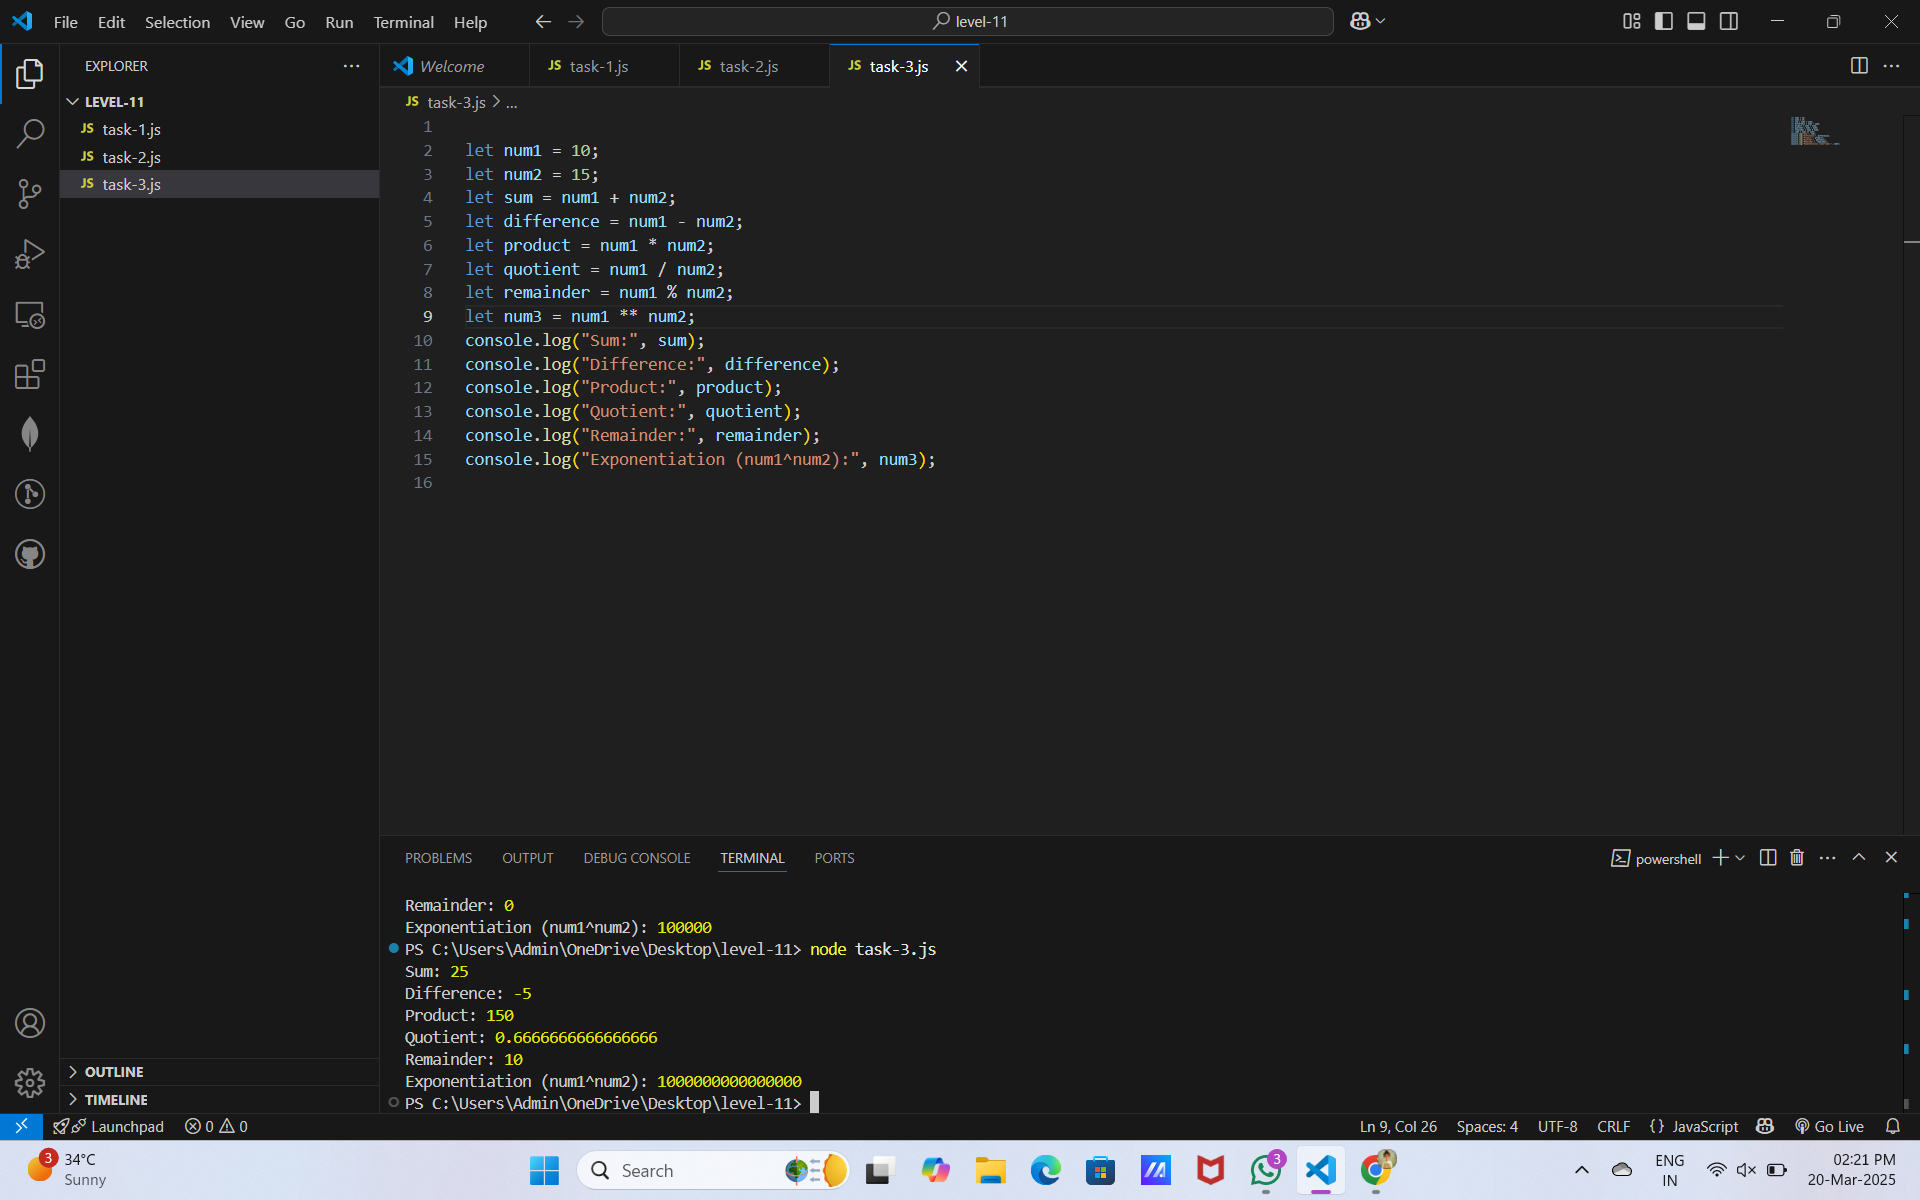 File Edit Selection View Go Run Terminal Help level-11
EXPLORER
LEVEL-11
JS task-1.js
JS task-2.js
JS task-3.js
OUTLINE
TIMELINE
Welcome JS task-1.js JS task-2.js JS task-3.js
JS task-3.js > ...
1
2 let num1 = 10;
3 let num2 = 15;
4 let sum = num1 + num2;
5 let difference = num1 - num2;
6 let product = num1 * num2;
7 let quotient = num1 / num2;
8 let remainder = num1 % num2;
9 let num3 = num1 ** num2;
10 console.log("Sum:", sum);
11 console.log("Difference:", difference);
12 console.log("Product:", product);
13 console.log("Quotient:", quotient);
14 console.log("Remainder:", remainder);
15 console.log("Exponentiation (num1^num2):", num3);
16
PROBLEMS OUTPUT DEBUG CONSOLE TERMINAL PORTS powershell
Remainder: 0
Exponentiation (num1^num2): 100000
PS C:\Users\Admin\OneDrive\Desktop\level-11> node task-3.js
Sum: 25
Difference: -5
Product: 150
Quotient: 0.6666666666666666
Remainder: 10
Exponentiation (num1^num2): 1000000000000000
PS C:\Users\Admin\OneDrive\Desktop\level-11>
Launchpad 0 0 Ln 9, Col 26 Spaces: 4 UTF-8 CRLF {} JavaScript Go Live
3 34°C
Sunny
Search
3
ENG
IN
02:21 PM
20-Mar-2025